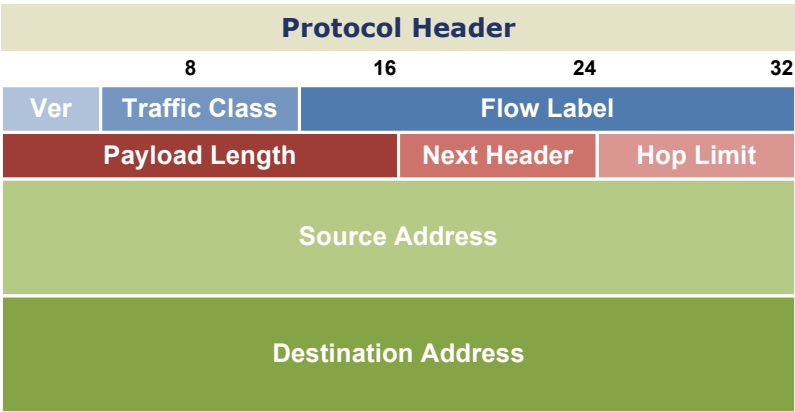 Protocol Header
8 16 24 32
Ver Traffic Class Flow Label
Payload Length Next Header Hop Limit
Source Address
Destination Address